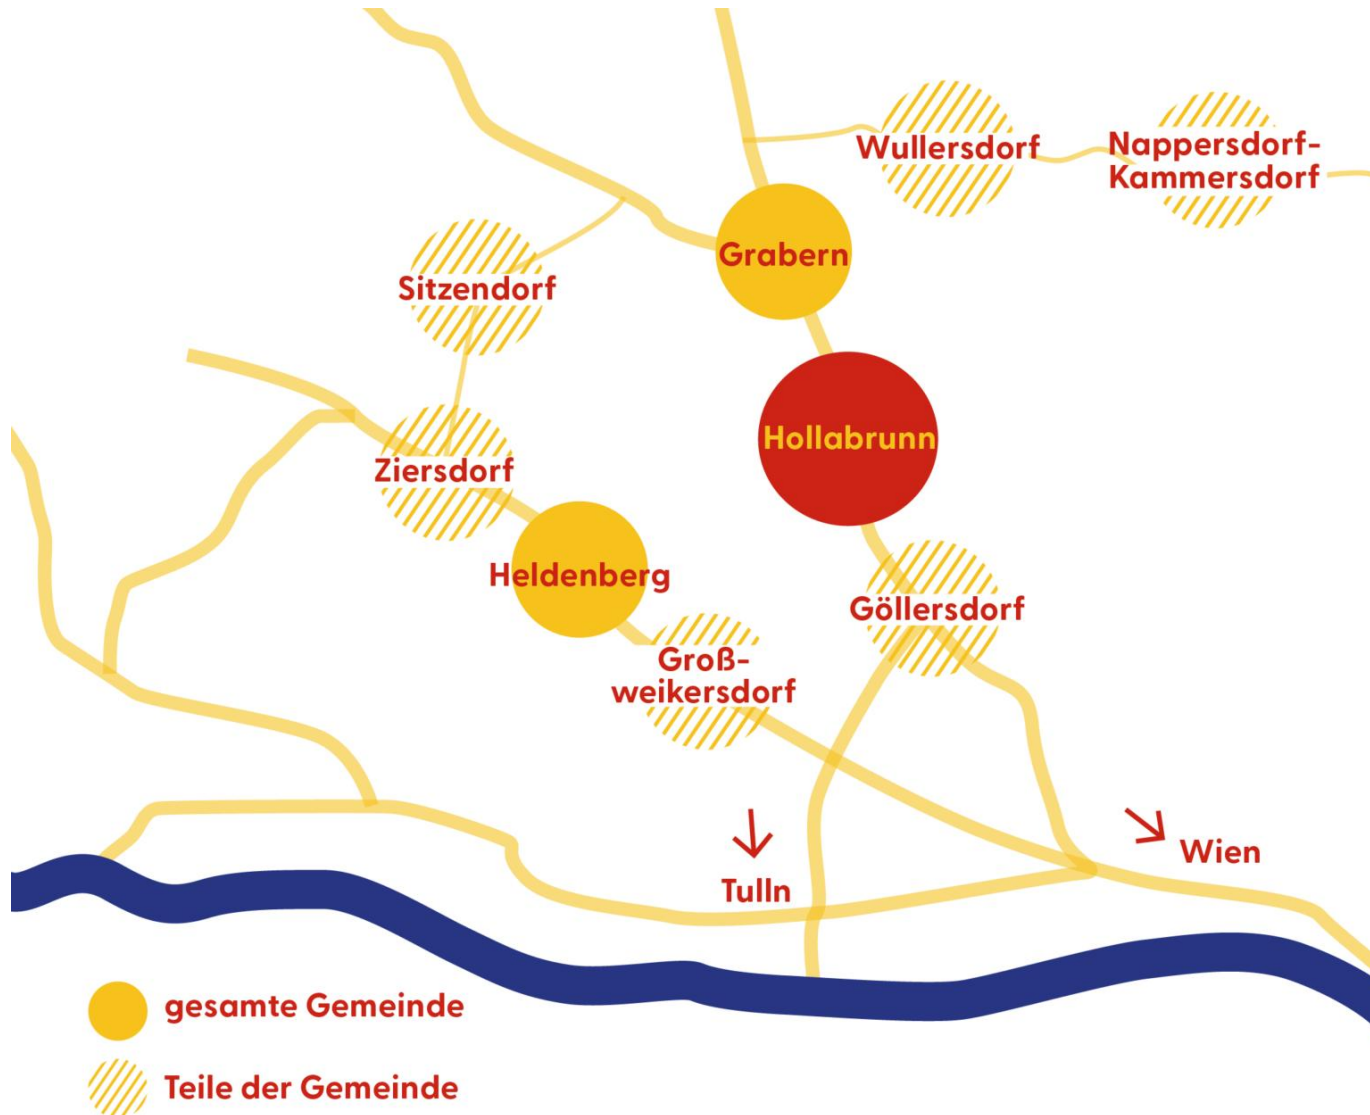 Wullersdorf
Nappersdorf-
Kammersdorf
Grabern
Sitzendorf
Hollabrunn
Ziersdorf
Heldenberg
Göllersdorf
Groß-
weikersdorf
Tulln
Wien
gesamte Gemeinde
Teile der Gemeinde